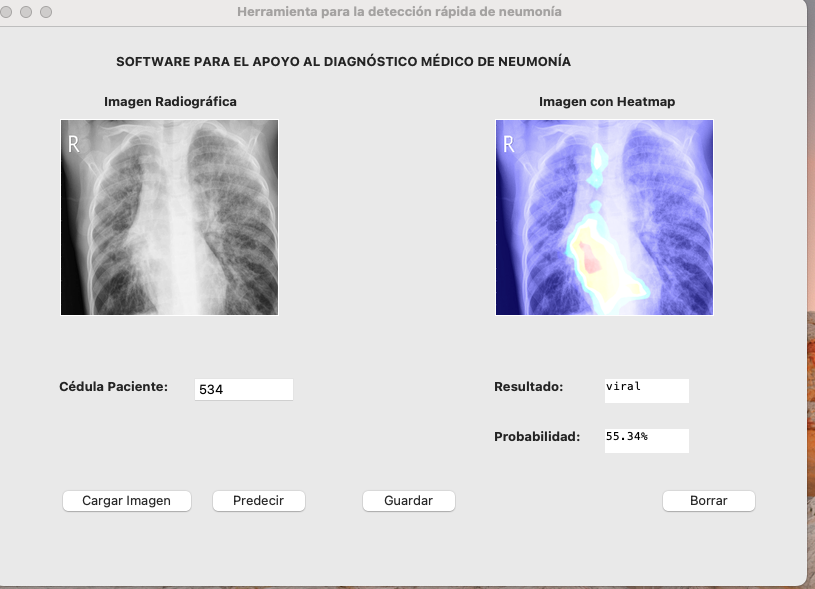 Herramienta para la detección rápida de neumonía
SOFTWARE PARA EL APOYO AL DIAGNÓSTICO MÉDICO DE NEUMONÍA
Imagen Radiográfica
Imagen con Heatmap
R
R
Cédula Paciente:
534
Resultado:
viral
Probabilidad:
55.34%
Cargar Imagen
Predecir
Guardar
Borrar